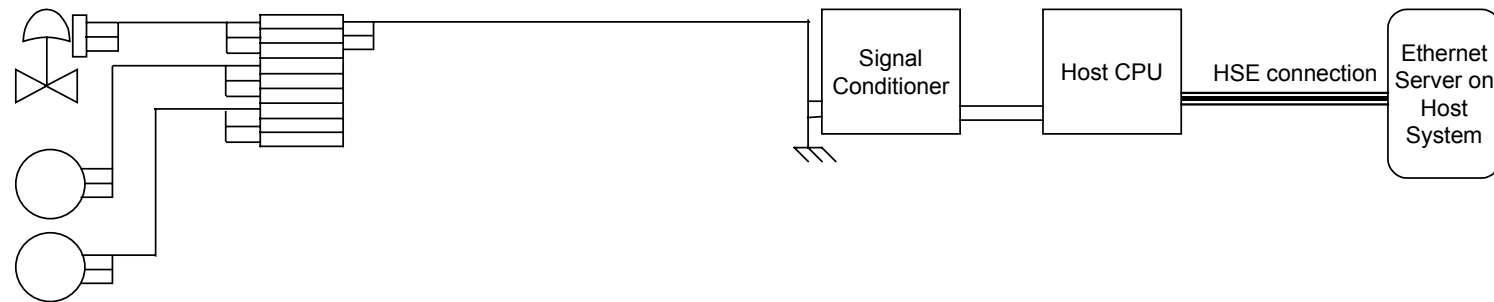 Signal
Conditioner
Host CPU
HSE connection
Ethernet
Server on
Host
System